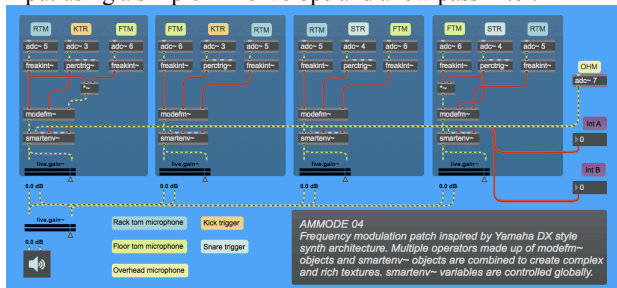 using a simple envelope and a low pass
RTM KTR FTM FTM KTR RTM RTM STR FTM FTM STR RTM
adc~ 5 adc~ 3 adc~ 6 adc~ 6 adc~ 3 adc~ 5 adc~ 5 adc~ 4 adc~ 6 adc~ 6 adc~ 4 adc~ 5
OHM
adc~ 7
freakint~ perctrig~ freakint~ freakint~ perctrig~ freakint~ freakint~ perctrig~ freakint~ freakint~ perctrig~ freakint~
*~ *~
modefm~ modefm~ modefm~ modefm~
Int A
smartenv~ smartenv~ smartenv~ smartenv~
0
live.gain~ live.gain~ live.gain~ live.gain~
Int B
0.0 dB 0.0 dB 0.0 dB 0.0 dB
0
live.gain~
0.0 dB
Rack tom microphone
Kick trigger
Floor tom microphone
Snare trigger
Overhead microphone
AMMODE 04
Frequency modulation patch inspired by Yamaha DX style
synth architecture. Multiple operators made up of modefm~
objects and smartenv~ objects are combined to create complex
and rich textures. smartenv~ variables are controlled globally.